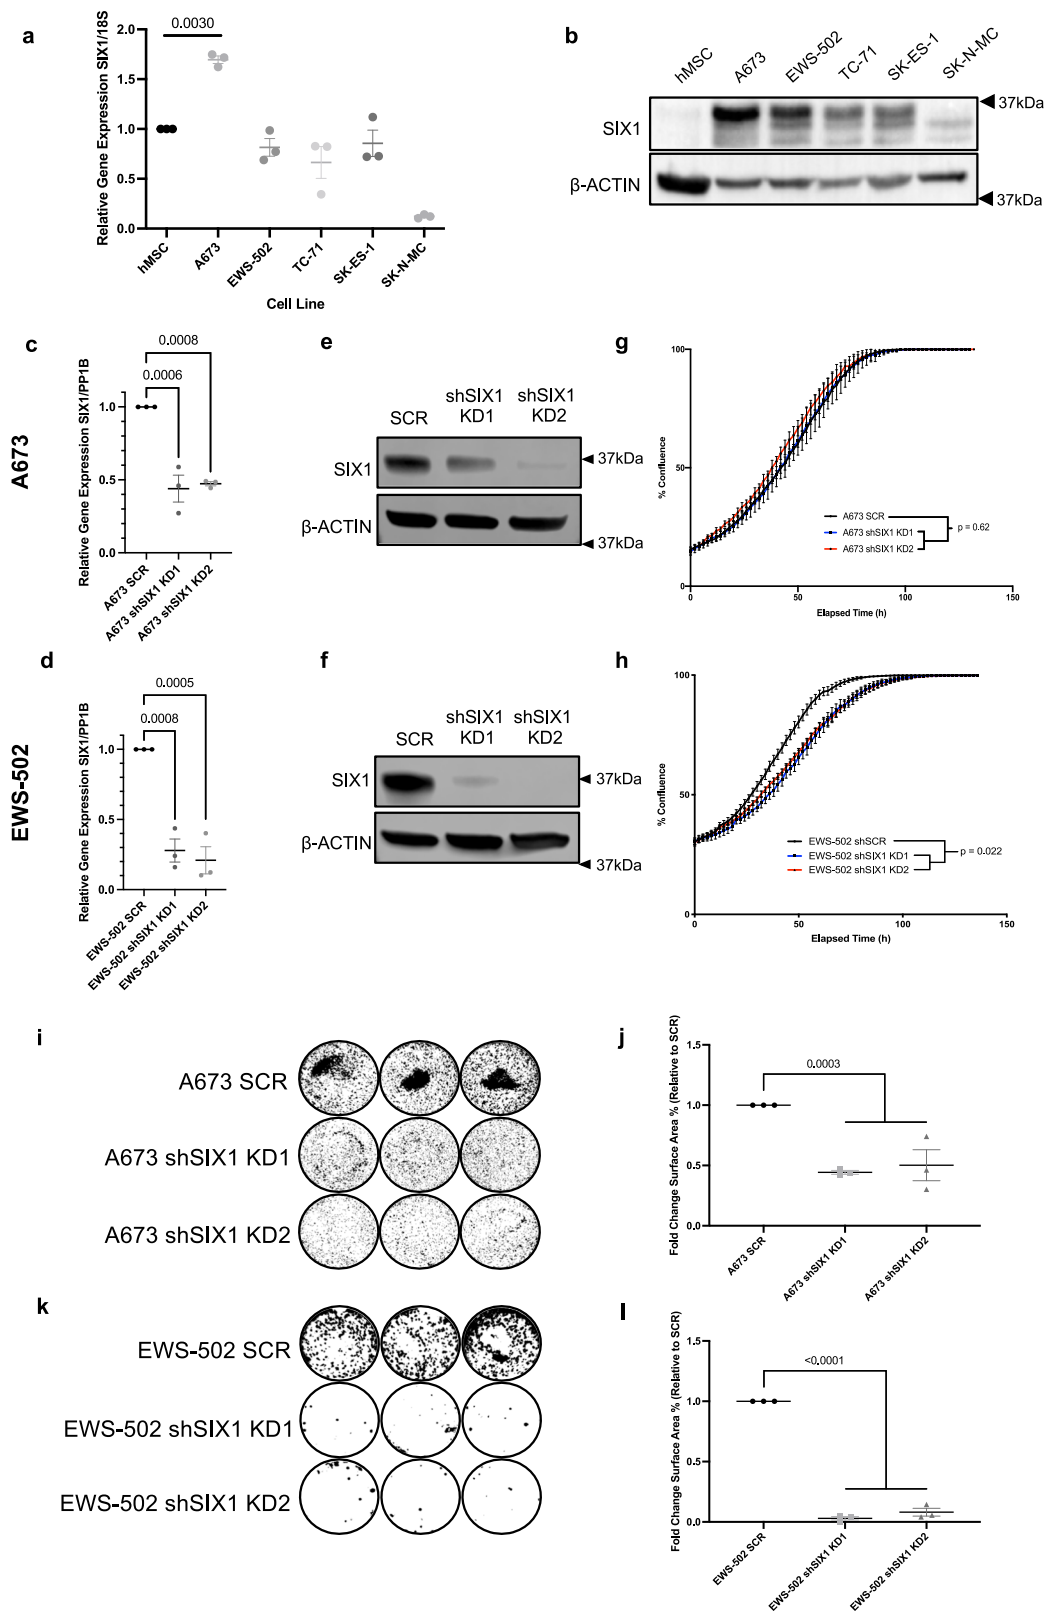 a
Relative Gene Expression SIX1/18S
2.0
1.5
1.0
0.5
0.0
0.0030
hMSC
A673
EWS-502
TC-71
SK-ES-1
SK-N-MC
Cell Line
b
hMSC
A673
EWS-502
TC-71
SK-ES-1
SK-N-MC
SIX1
37kDa
β-ACTIN
37kDa
A673
c
Relative Gene Expression SIX1/PP1B
1.0
0.5
0.0
0.0008
0.0006
A673 SCR
A673 shSIX1 KD1
A673 shSIX1 KD2
e
SCR
shSIX1
KD1
shSIX1
KD2
SIX1
37kDa
β-ACTIN
37kDa
g
% Confluence
100
50
0
0
50
100
150
Elapsed Time (h)
A673 SCR
A673 shSIX1 KD1
A673 shSIX1 KD2
p = 0.62
EWS-502
d
Relative Gene Expression SIX1/PP1B
1.0
0.5
0.0
0.0005
0.0008
EWS-502 SCR
EWS-502 shSIX1 KD1
EWS-502 shSIX1 KD2
f
SCR
shSIX1
KD1
shSIX1
KD2
SIX1
37kDa
β-ACTIN
37kDa
h
% Confluence
100
50
0
0
50
100
150
Elapsed Time (h)
EWS-502 shSCR
EWS-502 shSIX1 KD1
EWS-502 shSIX1 KD2
p = 0.022
i
A673 SCR
A673 shSIX1 KD1
A673 shSIX1 KD2
j
Fold Change Surface Area % (Relative to SCR)
1.5
1.0
0.5
0.0
0.0003
A673 SCR
A673 shSIX1 KD1
A673 shSIX1 KD2
k
EWS-502 SCR
EWS-502 shSIX1 KD1
EWS-502 shSIX1 KD2
l
Fold Change Surface Area % (Relative to SCR)
1.5
1.0
0.5
0.0
<0.0001
EWS-502 SCR
EWS-502 shSIX1 KD1
EWS-502 shSIX1 KD2